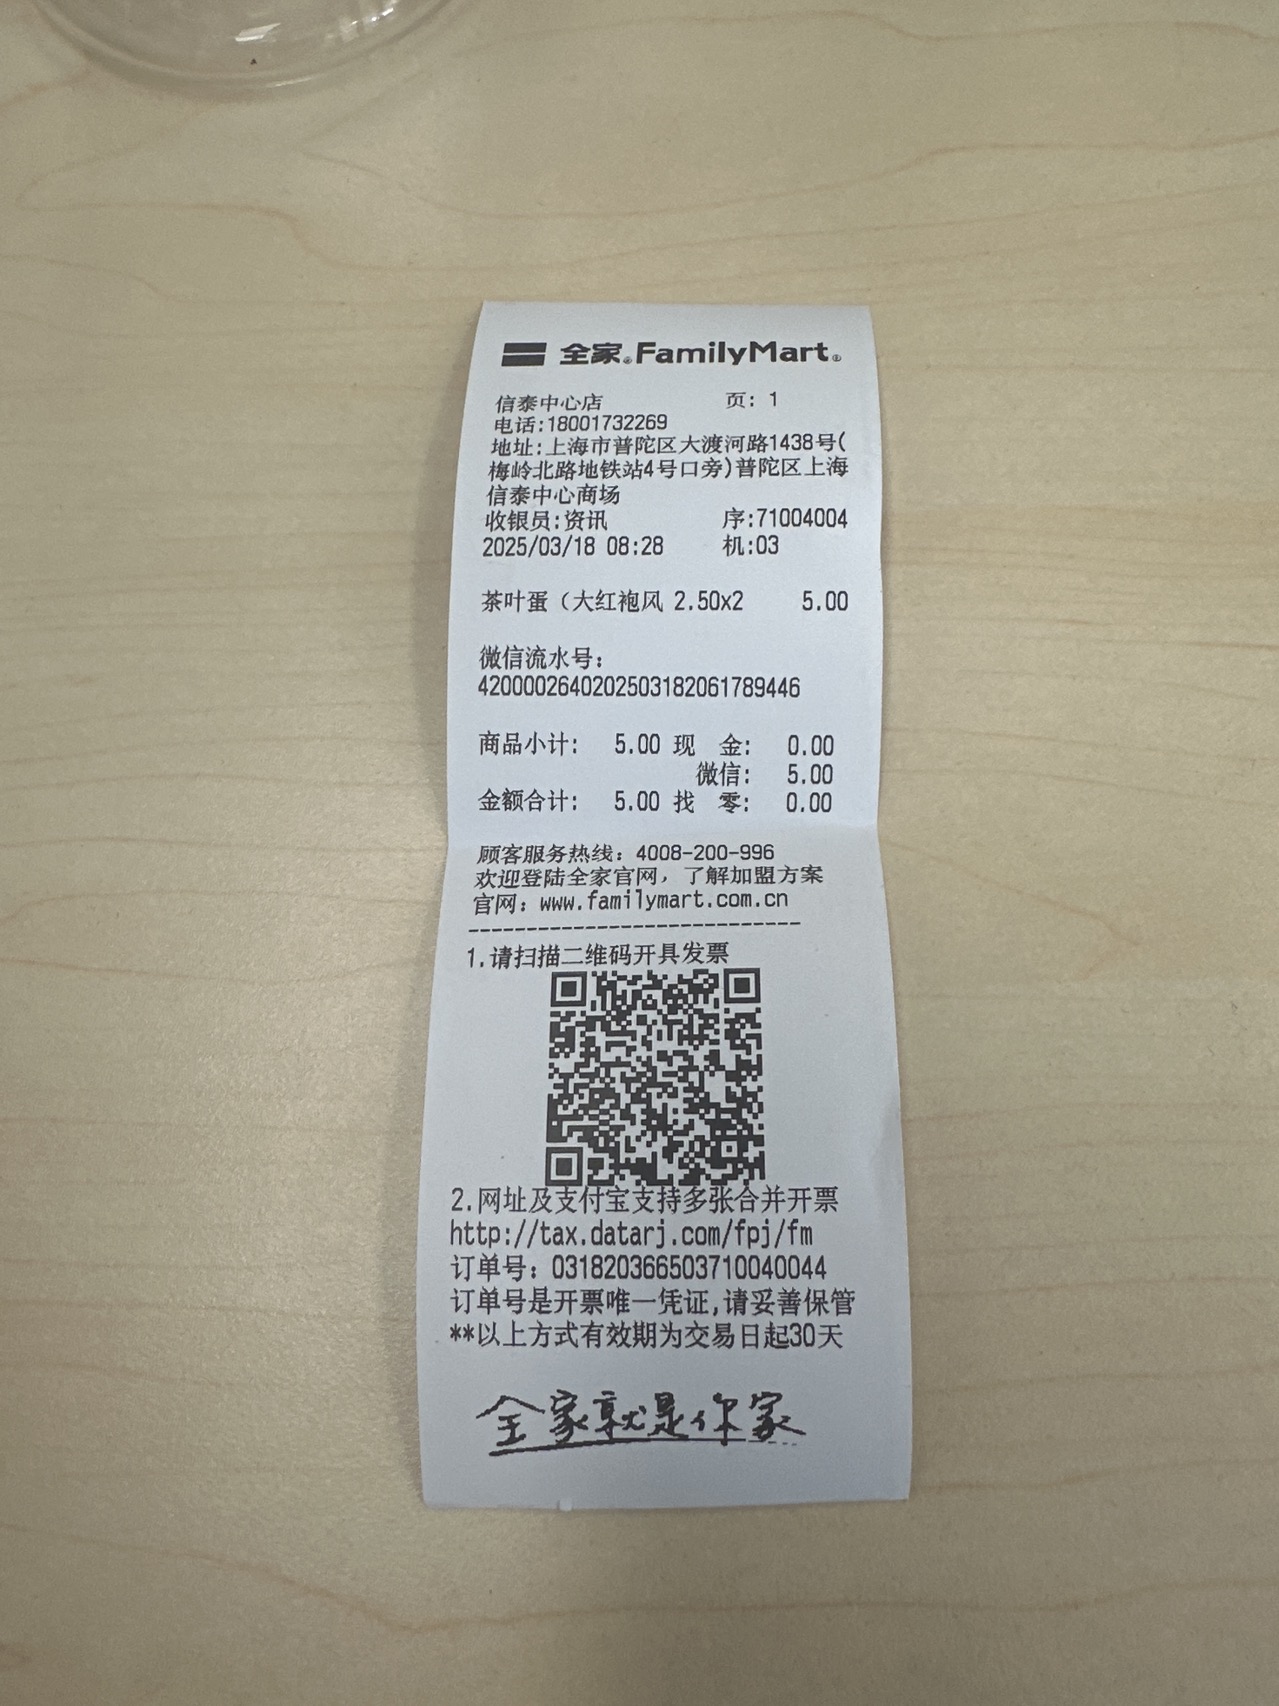 全家 FamilyMart
信泰中心店 页: 1
电话:18001732269
地址:上海市普陀区大渡河路1438号(
梅岭北路地铁站4号口旁)普陀区上海
信泰中心商场
收银员:资讯 序:71004004
2025/03/18 08:28 机:03
茶叶蛋（大红袍风 2.50x2 5.00
微信流水号:
4200002640202503182061789446
商品小计: 5.00 现 金: 0.00
微信: 5.00
金额合计: 5.00 找 零: 0.00
顾客服务热线: 4008-200-996
欢迎登陆全家官网，了解加盟方案
官网: www.familymart.com.cn
1.请扫描二维码开具发票
2.网址及支付宝支持多张合并开票
http://tax.datarj.com/fpj/fm
订单号: 031820366503710040044
订单号是开票唯一凭证,请妥善保管
**以上方式有效期为交易日起30天
全家就是你家